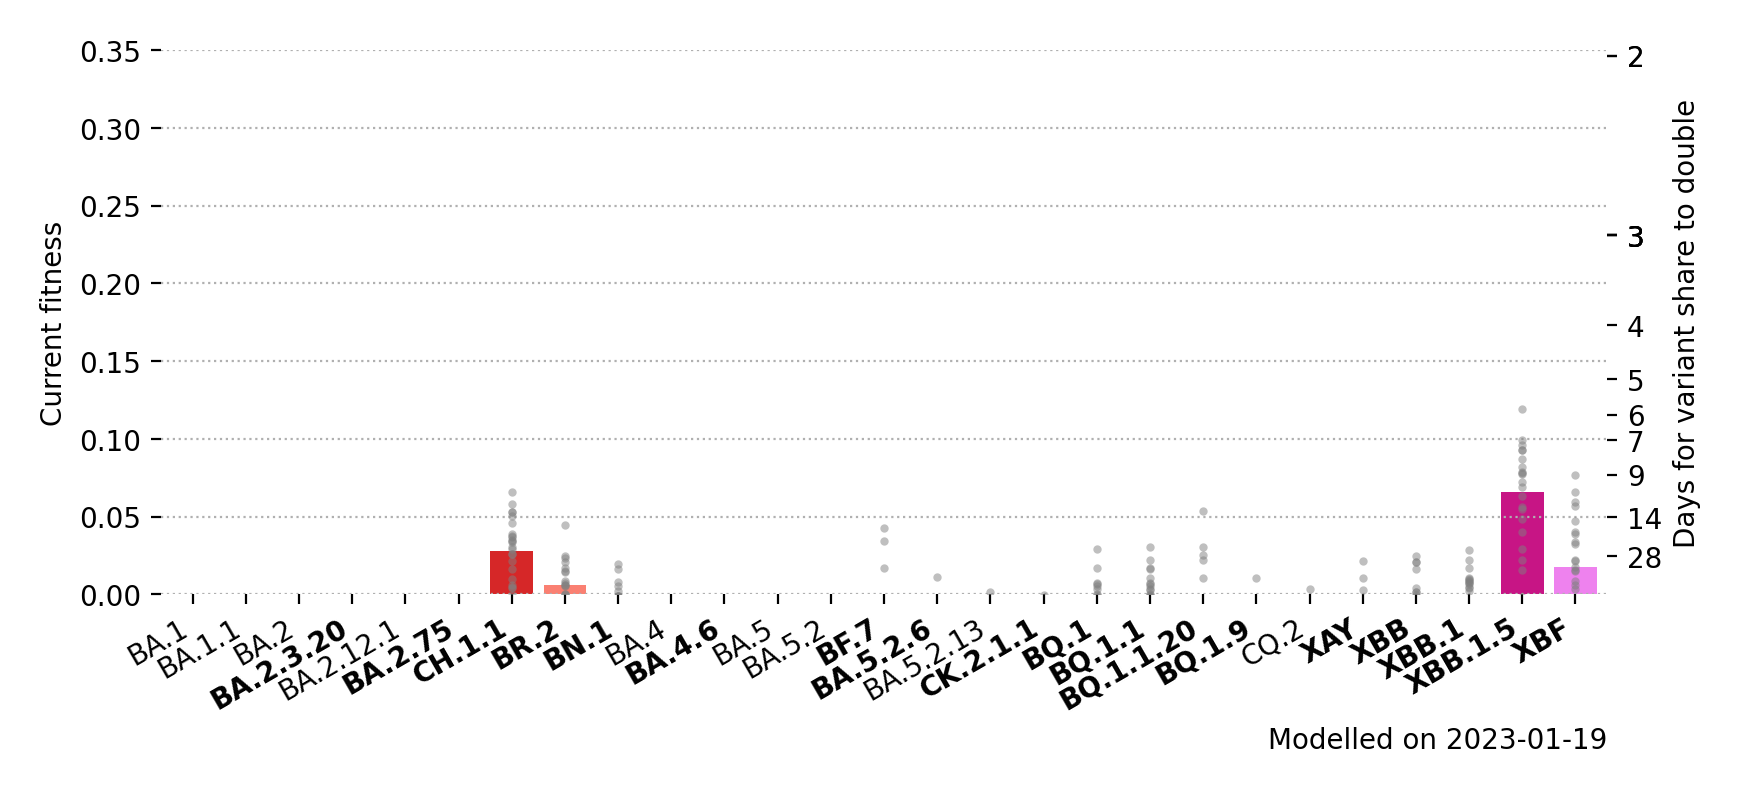 0.35
0.30
0.25
0.20
0.15
0.10
0.05
0.00
Current fitness
2
3
4
5
6
7
9
14
28
Days for variant share to double
BA.1
BA.1.1
BA.2
BA.2.3.20
BA.2.12.1
BA.2.75
CH.1.1
BR.2
BN.1
BA.4
BA.4.6
BA.5
BA.5.2
BF.7
BA.5.2.6
BA.5.2.13
CK.2.1.1
BQ.1
BQ.1.1
BQ.1.1.20
BQ.1.9
CQ.2
XAY
XBB
XBB.1
XBB.1.5
XBF
Modelled on 2023-01-19